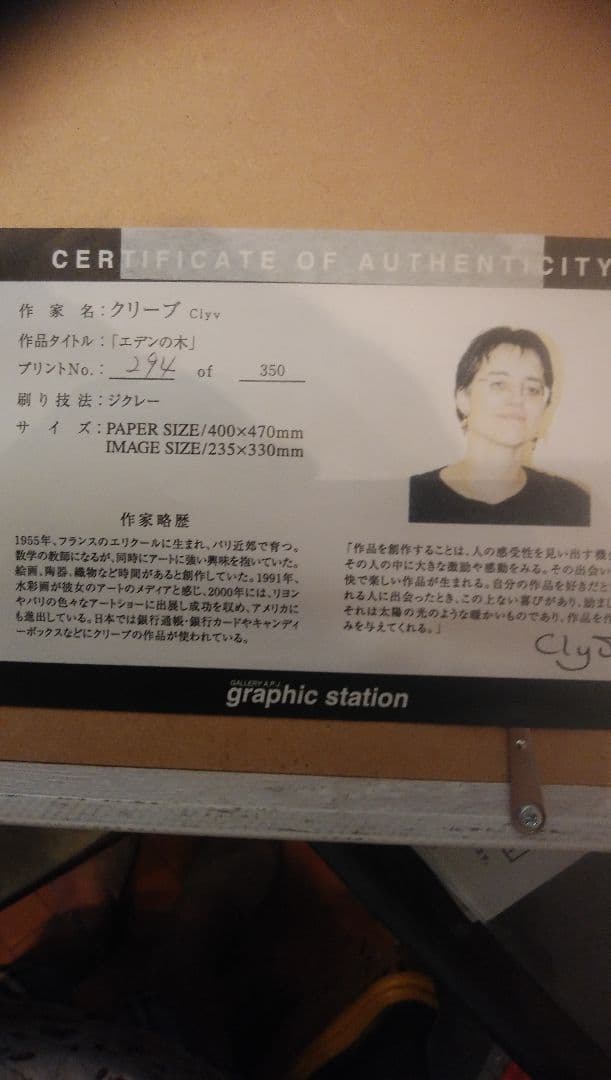 CERTIFICATE OF AUTHENTICITY
作家名：クリーブ Clyv
作品タイトル：「エデンの木」
プリントNo.： 294 of 350
刷り技法：ジクレー
サイズ：PAPER SIZE/400×470mm
IMAGE SIZE/235×330mm
作家略歴
1955年、フランスのエリクールに生まれ、パリ近郊で育つ。
数学の教師になるが、同時にアートに強い興味を抱いていた。
絵画、陶器、織物など時間があると創作していた。1991年、
水彩画が彼女のアートのメディアと感じ、2000年には、リヨン
やパリの色々なアートショーに出展し成功を収め、アメリカに
も進出している。日本では銀行通帳・銀行カードやキャンディ
ーボックスなどにクリーブの作品が使われている。
「作品を創作することは、人の感受性を見い出す機
その人の中に大きな激励や感動をみる。その出会い
快で楽しい作品が生まれる。自分の作品を好きだと
れる人に出会ったとき、この上ない喜びがあり、励ま
それは太陽の光のような暖かいものであり、作品を作
みを与えてくれる。」
Clyv
GALLERY A.P.J.
graphic station